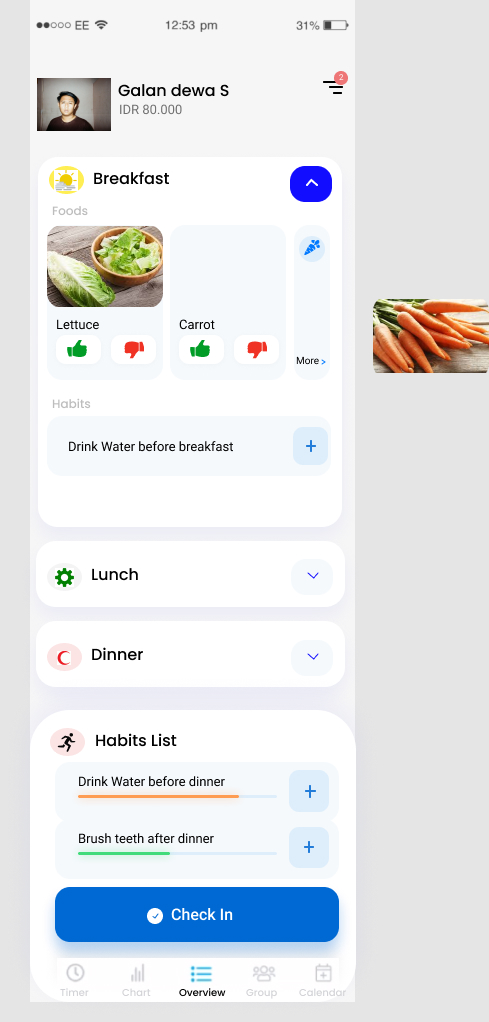 EE 12:53 pm 31%
2
Galan dewa S
IDR 80.000
Breakfast
Foods
Lettuce
Carrot
More >
Habits
Drink Water before breakfast
Lunch
Dinner
Habits List
Drink Water before dinner
Brush teeth after dinner
Check In
Timer Chart Overview Group Calendar